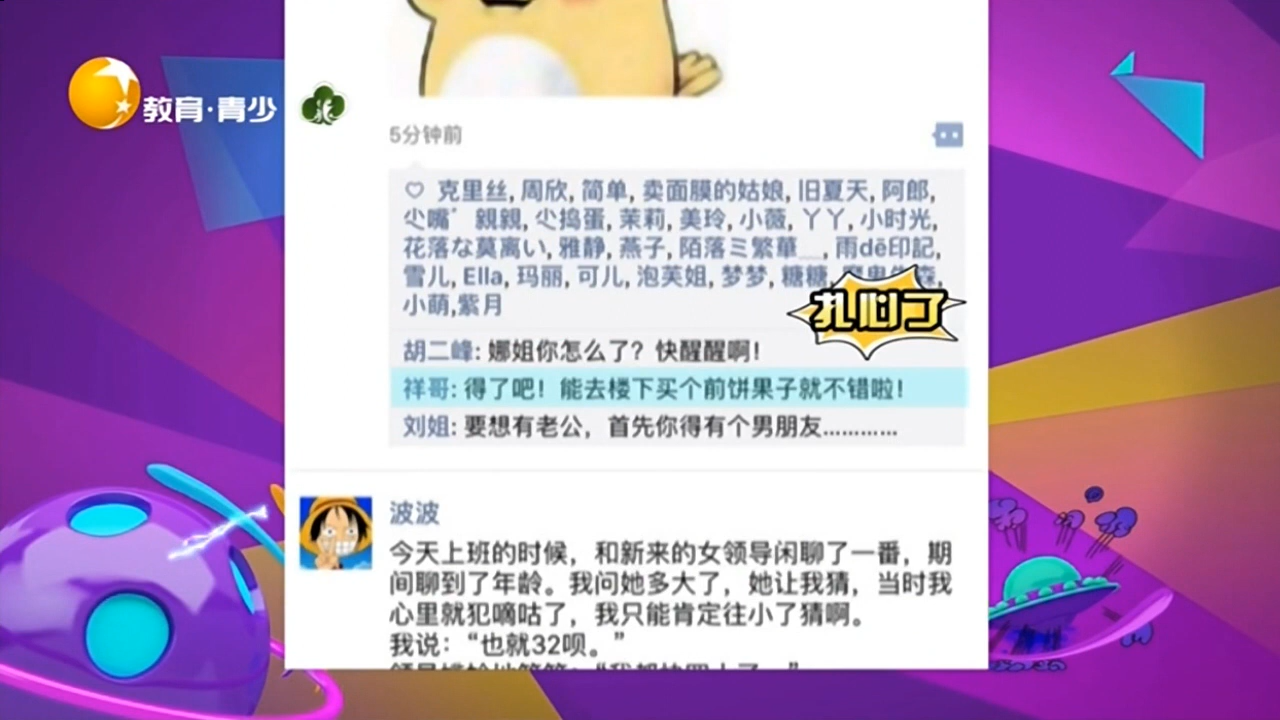 教育·青少
5分钟前
♡ 克里丝, 周欣, 简单, 卖面膜的姑娘, 旧夏天, 阿郎,
尐嘴゛親親, 尐捣蛋, 茉莉, 美玲, 小薇, 丫丫, 小时光,
花落な莫离い, 雅静, 燕子, 陌落ミ繁華﹏, 雨dē印記,
雪儿, Ella, 玛丽, 可儿, 泡芙姐, 梦梦, 糖糖,
小萌,紫月
扎心了
胡二峰: 娜姐你怎么了？快醒醒啊！
祥哥: 得了吧！能去楼下买个前饼果子就不错啦！
刘姐: 要想有老公，首先你得有个男朋友…………
波波
今天上班的时候，和新来的女领导闲聊了一番，期
间聊到了年龄。我问她多大了，她让我猜，当时我
心里就犯嘀咕了，我只能肯定往小了猜啊。
我说：“也就32呗。”